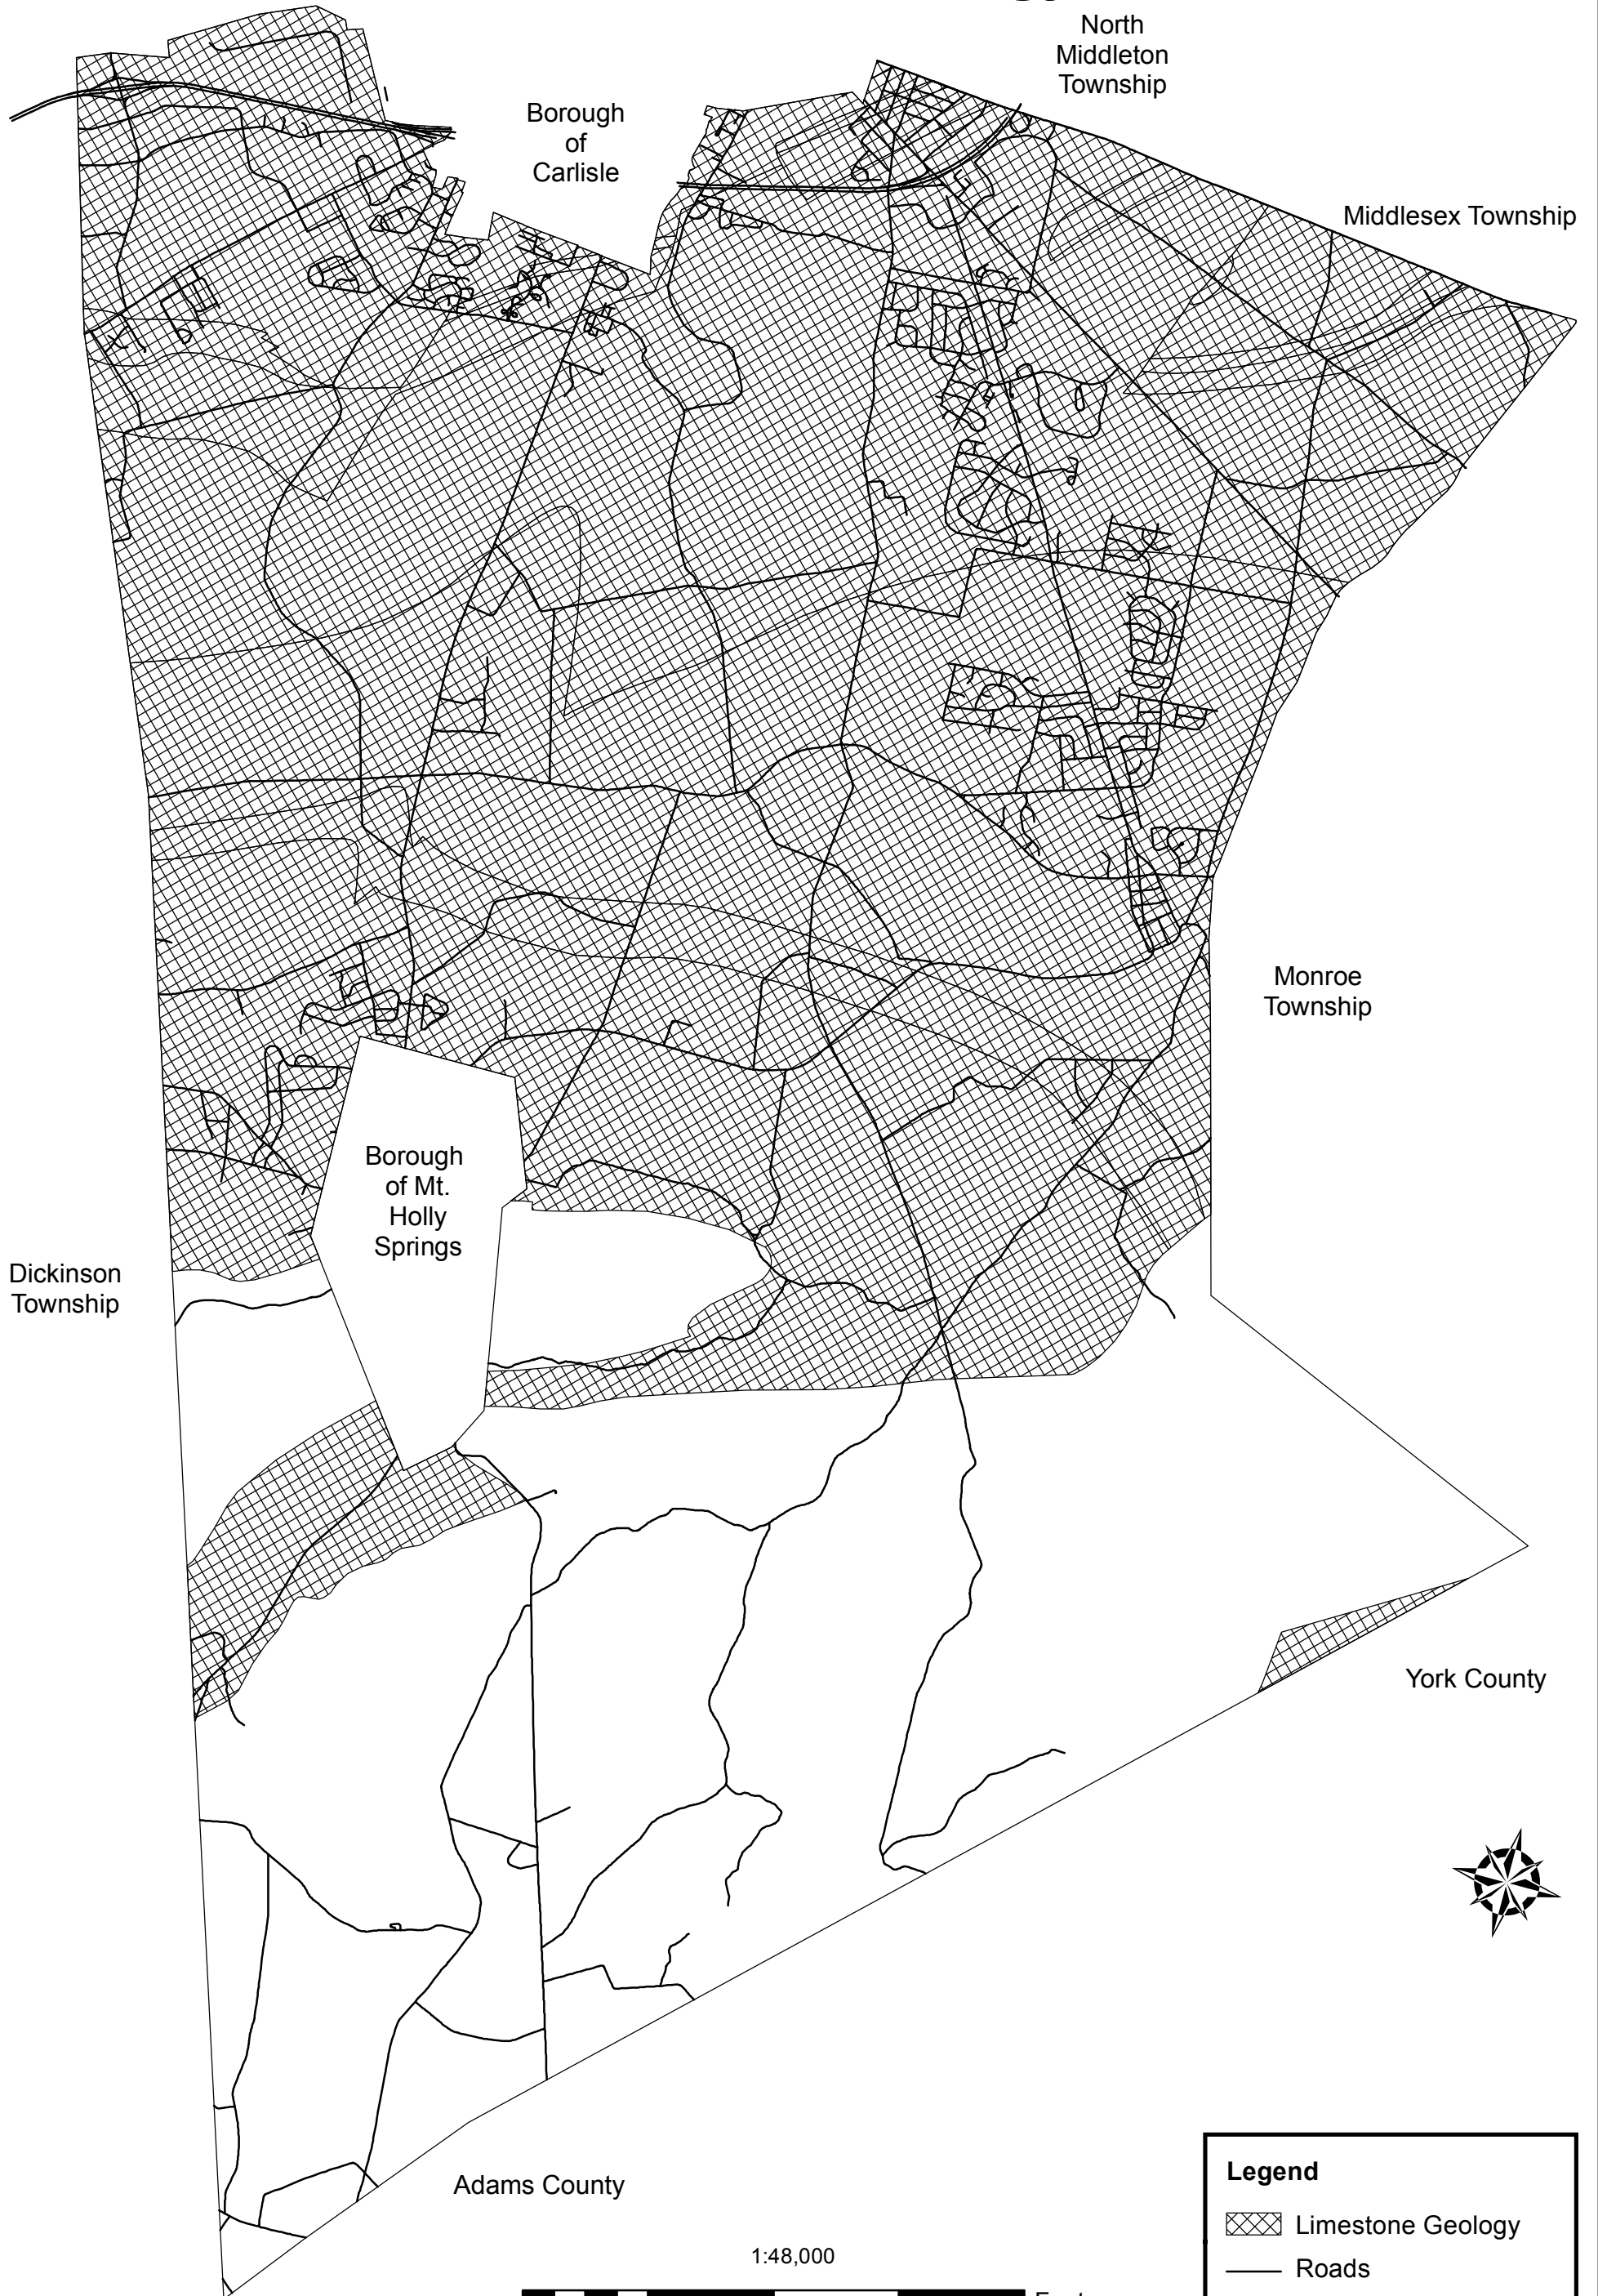 North
Middleton
Township
Borough
of
Carlisle
Middlesex Township
Monroe
Township
Borough
of Mt.
Holly
Springs
Dickinson
Township
York County
Adams County
Legend
Limestone Geology
Roads
1:48,000